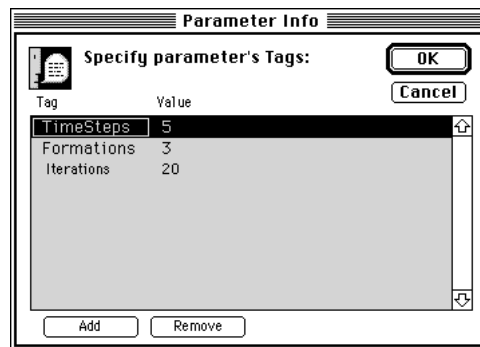 Parameter Info
Specify parameter's Tags:
OK
Cancel
Tag Value
TimeSteps 5
Formations 3
Iterations 20
Add Remove